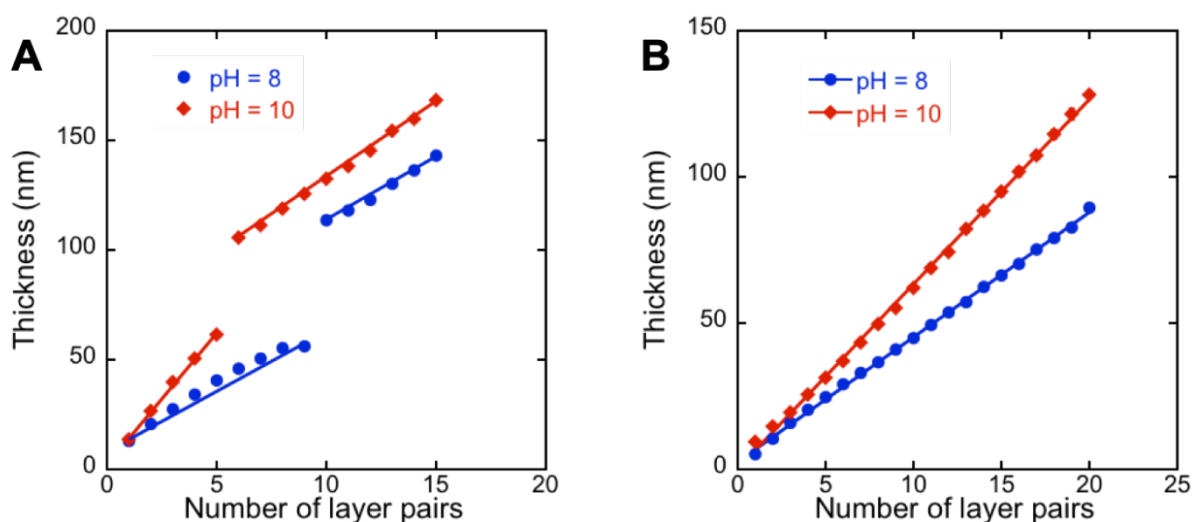 A
pH = 8
pH = 10
Thickness (nm)
200
150
100
50
0
0 5 10 15 20
Number of layer pairs
B
pH = 8
pH = 10
Thickness (nm)
150
100
50
0
0 5 10 15 20 25
Number of layer pairs